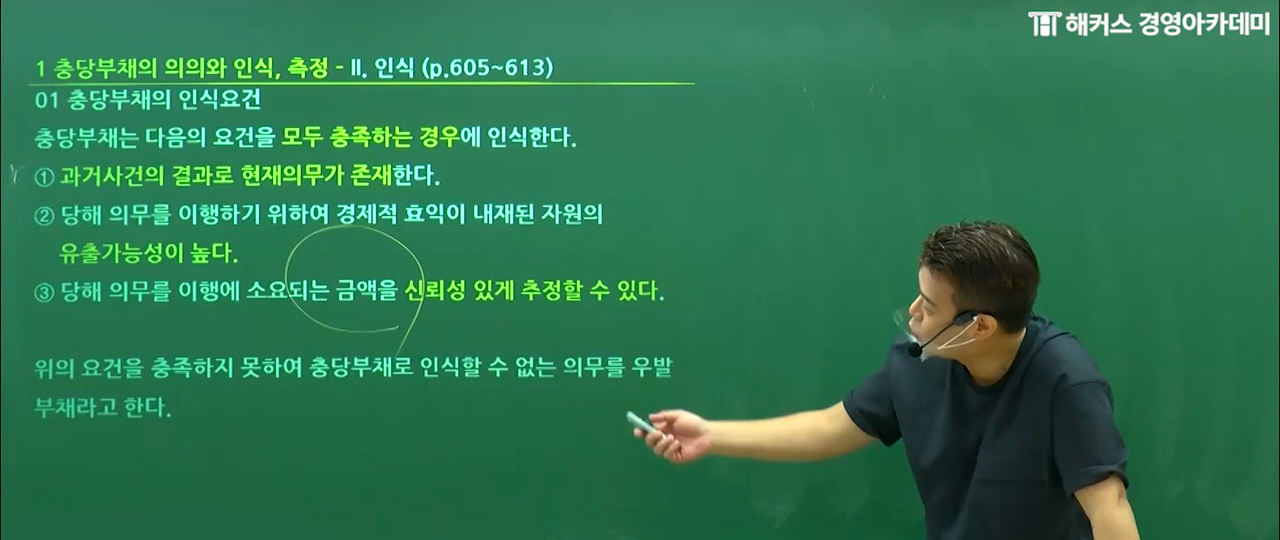 해커스 경영아카데미
1 충당부채의 의의와 인식, 측정 - Ⅱ. 인식 (p.605~613)
01 충당부채의 인식요건
충당부채는 다음의 요건을 모두 충족하는 경우에 인식한다.
① 과거사건의 결과로 현재의무가 존재한다.
② 당해 의무를 이행하기 위하여 경제적 효익이 내재된 자원의
유출가능성이 높다.
③ 당해 의무를 이행에 소요되는 금액을 신뢰성 있게 추정할 수 있다.
위의 요건을 충족하지 못하여 충당부채로 인식할 수 없는 의무를 우발
부채라고 한다.